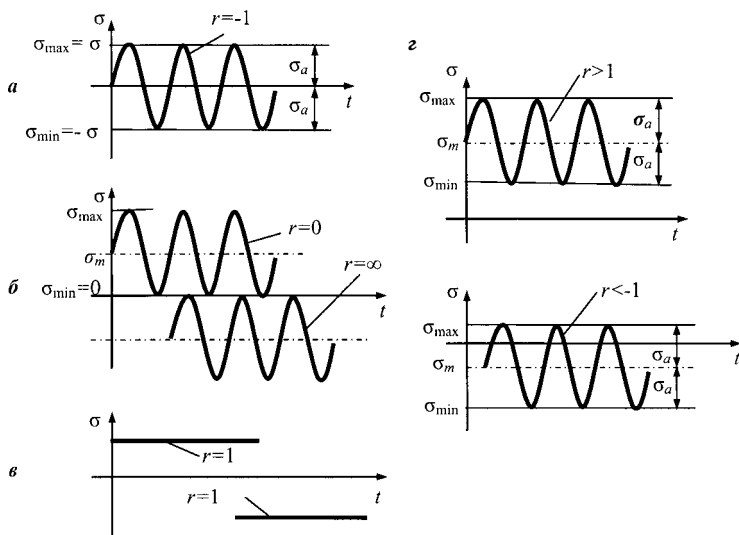 а
σ
σmax= σ
r=-1
σa
t
σa
σmin=- σ
б
σ
σmax
r=0
σm
r=∞
σmin=0
t
в
σ
r=1
t
r=1
г
σ
r>1
σmax
σa
σm
σa
σmin
t
σ
r<-1
σmax
σa
t
σm
σa
σmin